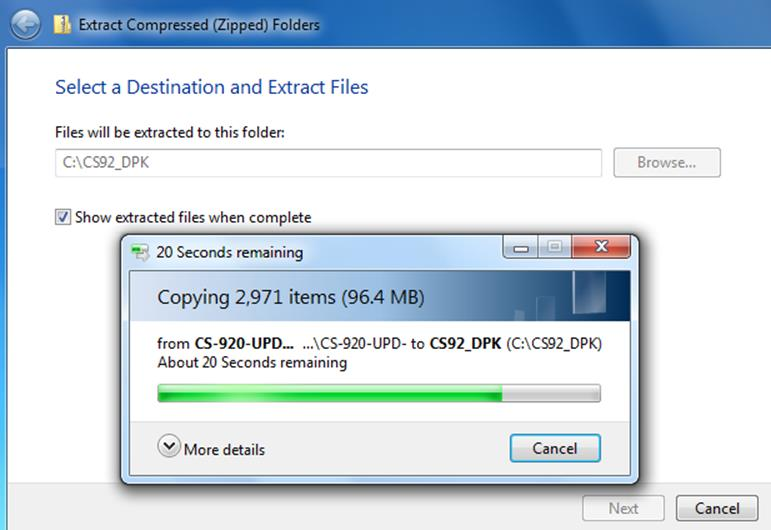 Extract Compressed (Zipped) Folders
Select a Destination and Extract Files
Files will be extracted to this folder:
C:\CS92_DPK
Browse...
Show extracted files when complete
20 Seconds remaining
Copying 2,971 items (96.4 MB)
from CS-920-UPD... ...\CS-920-UPD- to CS92_DPK (C:\CS92_DPK)
About 20 Seconds remaining
More details
Cancel
Next
Cancel